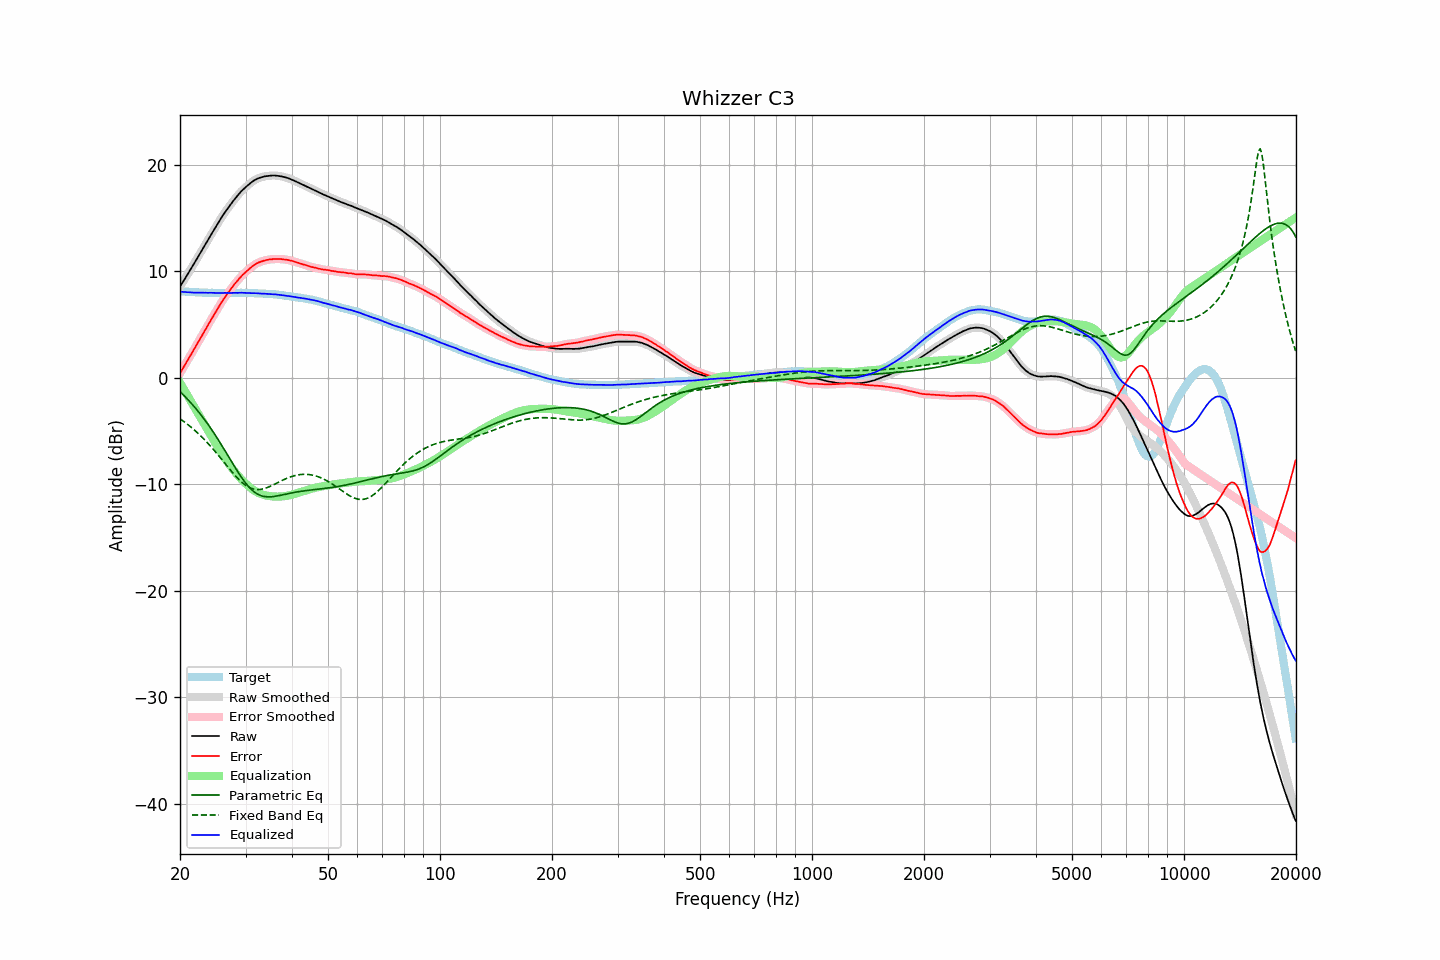 Whizzer C3
20
10
0
−10
−20
−30
−40
Amplitude (dBr)
Target
Raw Smoothed
Error Smoothed
Raw
Error
Equalization
Parametric Eq
Fixed Band Eq
Equalized
20 50 100 200 500 1000 2000 5000 10000 20000
Frequency (Hz)